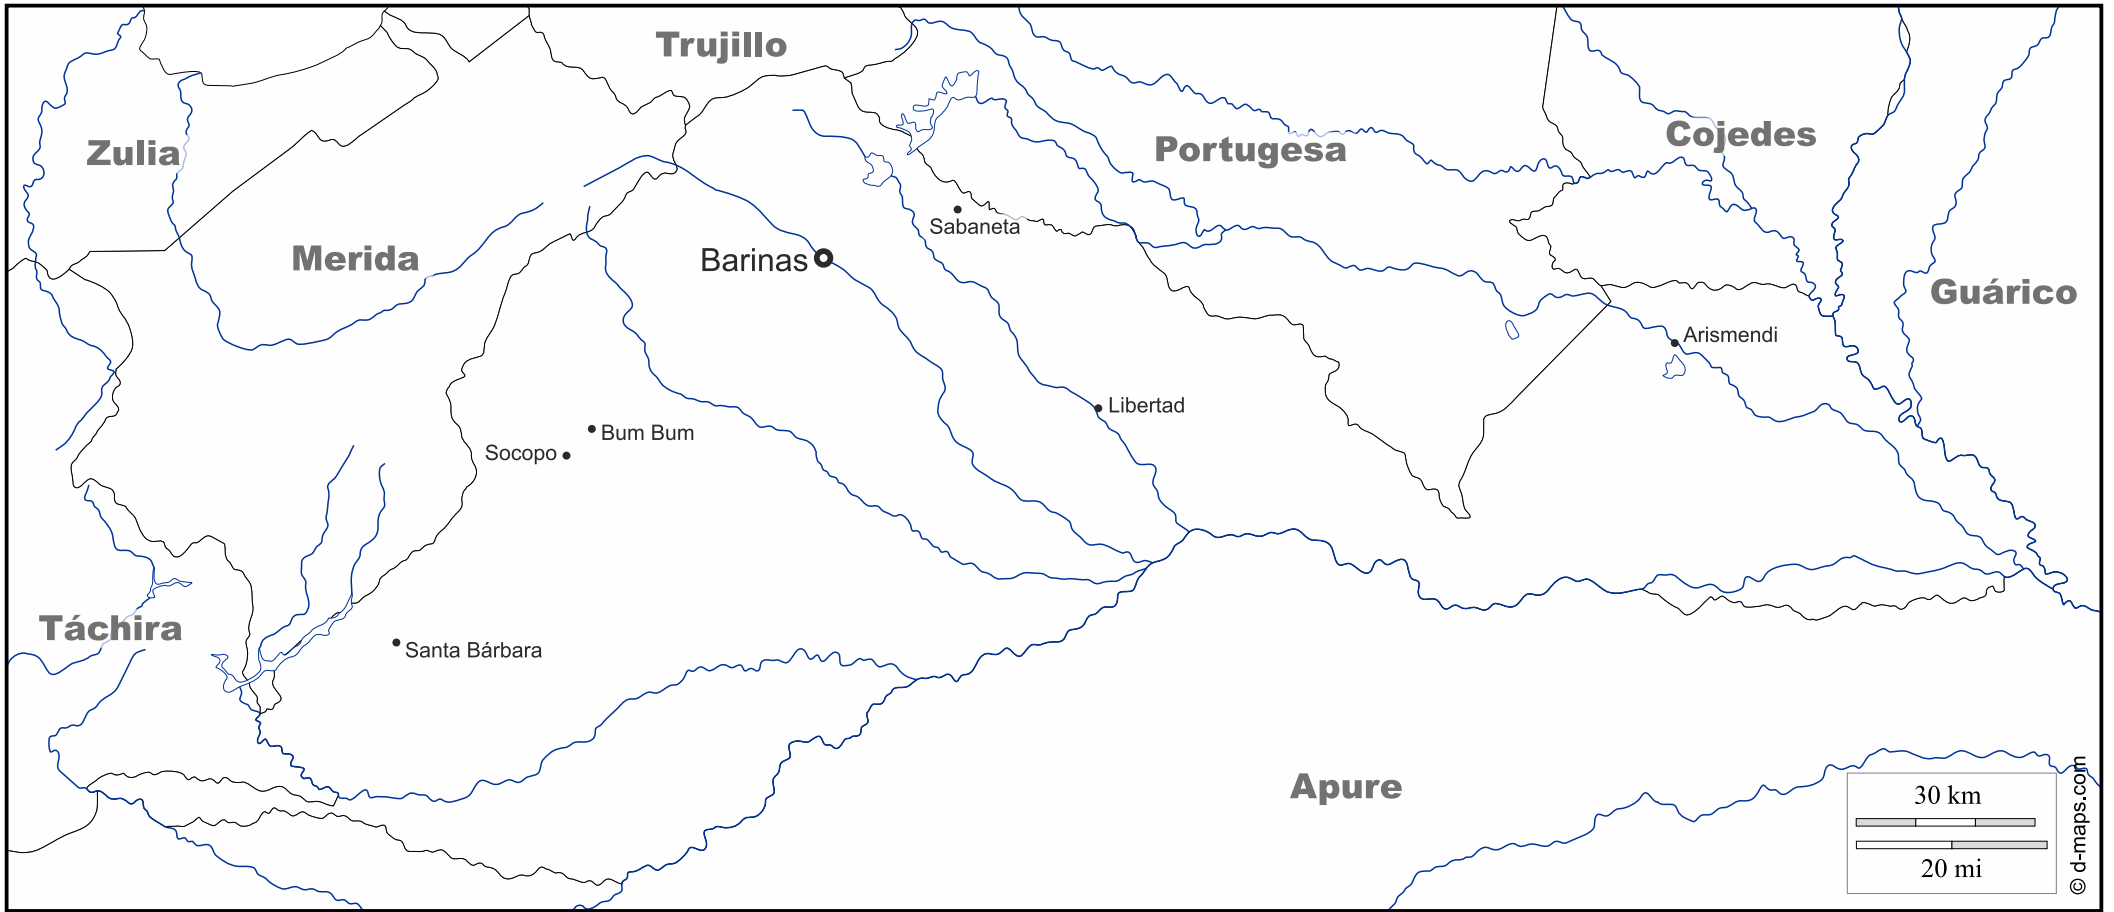 Trujillo
Zulia
Portugesa
Cojedes
Sabaneta
Merida
Barinas
Guárico
Arismendi
Libertad
Bum Bum
Socopo
Táchira
Santa Bárbara
Apure
30 km
20 mi
© d-maps.com